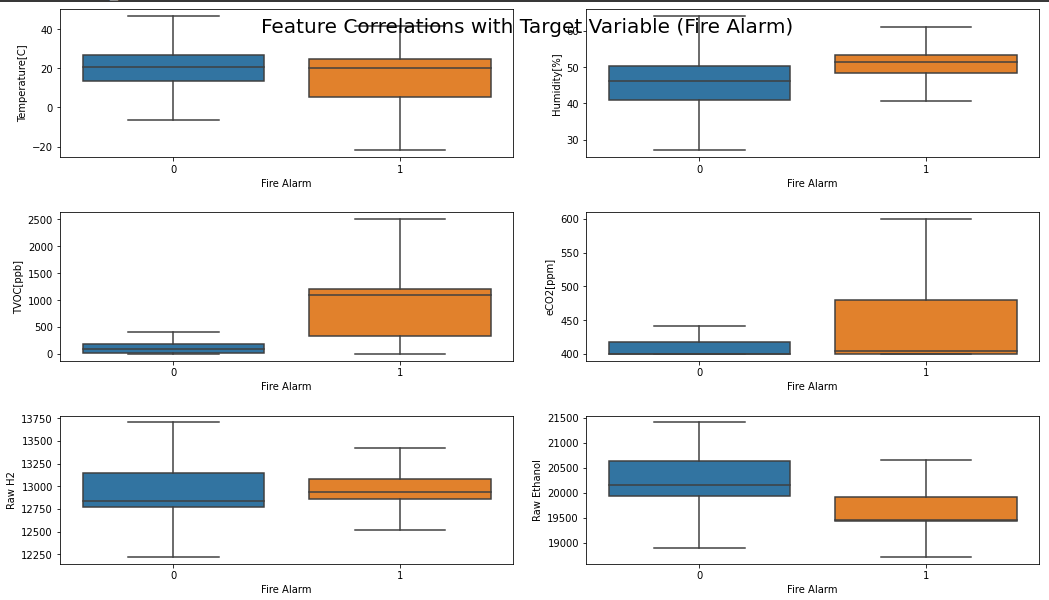 Feature Correlations with Target Variable (Fire Alarm)
Temperature[C]
40
20
0
−20
0 1
Fire Alarm
Humidity[%]
60
50
40
30
0 1
Fire Alarm
TVOC[ppb]
2500
2000
1500
1000
500
0
0 1
Fire Alarm
eCO2[ppm]
600
550
500
450
400
0 1
Fire Alarm
Raw H2
13750
13500
13250
13000
12750
12500
12250
0 1
Fire Alarm
Raw Ethanol
21500
21000
20500
20000
19500
19000
0 1
Fire Alarm